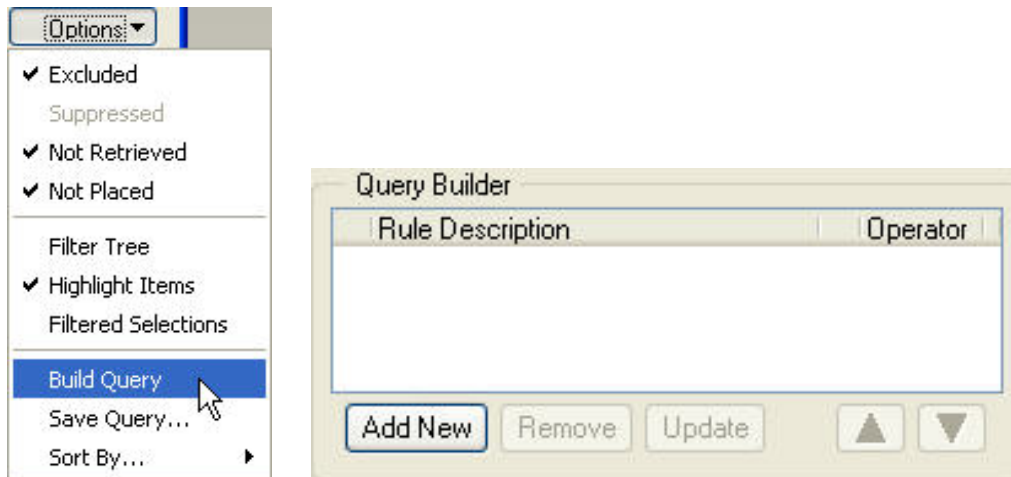 Options
Excluded
Suppressed
Not Retrieved
Not Placed
Filter Tree
Highlight Items
Filtered Selections
Build Query
Save Query...
Sort By...
Query Builder
Rule Description Operator
Add New Remove Update